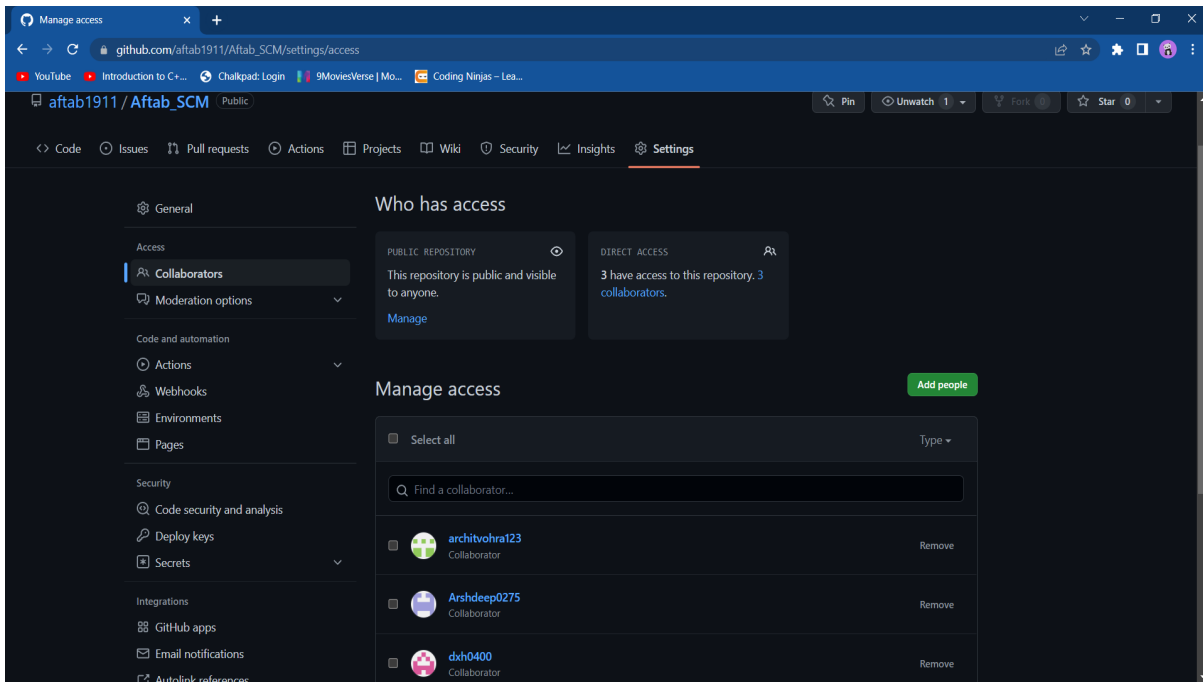 Manage access
github.com/aftab1911/Aftab_SCM/settings/access
YouTube Introduction to C+... Chalkpad: Login 9MoviesVerse | Mo... Coding Ninjas – Lea...
aftab1911 / Aftab_SCM Public
Pin Unwatch 1 Fork 0 Star 0
Code Issues Pull requests Actions Projects Wiki Security Insights Settings
General
Access
Collaborators
Moderation options
Code and automation
Actions
Webhooks
Environments
Pages
Security
Code security and analysis
Deploy keys
Secrets
Integrations
GitHub apps
Email notifications
Autolink references
Who has access
PUBLIC REPOSITORY
This repository is public and visible
to anyone.
Manage
DIRECT ACCESS
3 have access to this repository. 3
collaborators.
Manage access
Add people
Select all Type
Find a collaborator...
architvohra123
Collaborator
Remove
Arshdeep0275
Collaborator
Remove
dxh0400
Collaborator
Remove